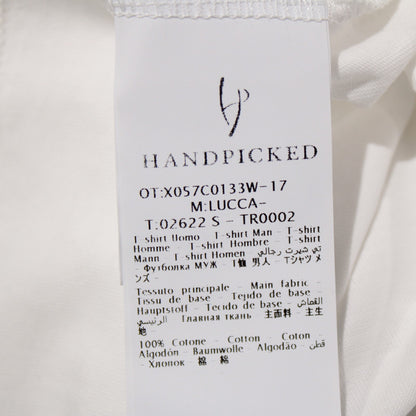 HANDPICKED
OT:X057C0133W-17
M:LUCCA-
T:02622 S - TR0002
T-shirt Uomo - T-shirt Man - T-shirt
Homme - T-shirt Hombre - T-shirt
Mann - T-shirt Homen - تي شيرت رجالي
- Футболка МУЖ - T恤 男人 - Tシャツ メ
ンズ -
Tessuto principale - Main fabric -
Tissu de base - Tejido de base -
Hauptstoff - Tecido de base - القماش
الرئيسي - Главная ткань - 主面料 - 主生
地
100% Cotone - Cotton - Coton -
Algodón - Baumwolle - Algodão - قطن
- Хлопок - 棉 - 綿